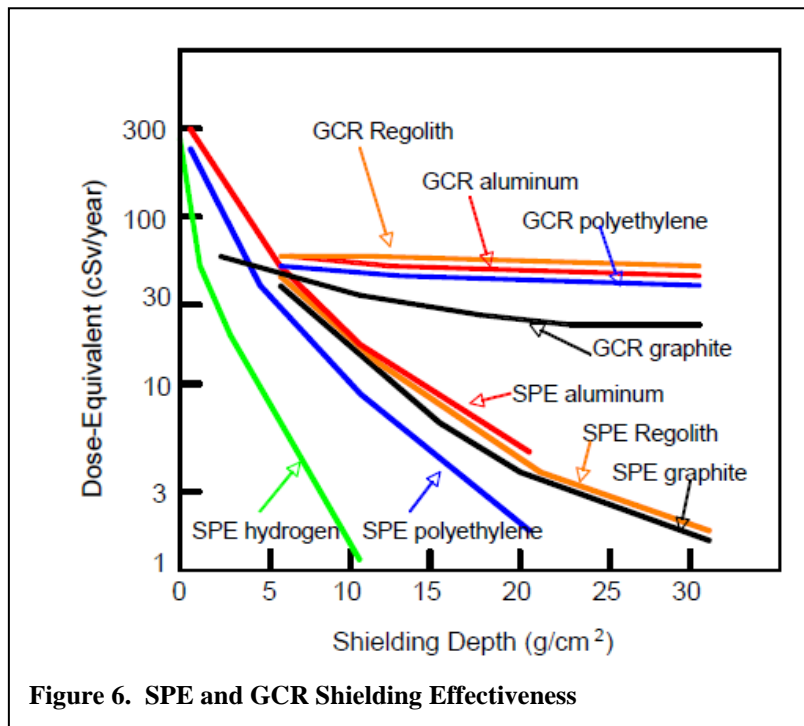 300
100
30
10
3
1
0
5
10
15
20
25
30
Dose-Equivalent (cSv/year)
Shielding Depth (g/cm²)
GCR Regolith
GCR aluminum
GCR polyethylene
GCR graphite
SPE aluminum
SPE Regolith
SPE graphite
SPE hydrogen
SPE polyethylene
Figure 6. SPE and GCR Shielding Effectiveness